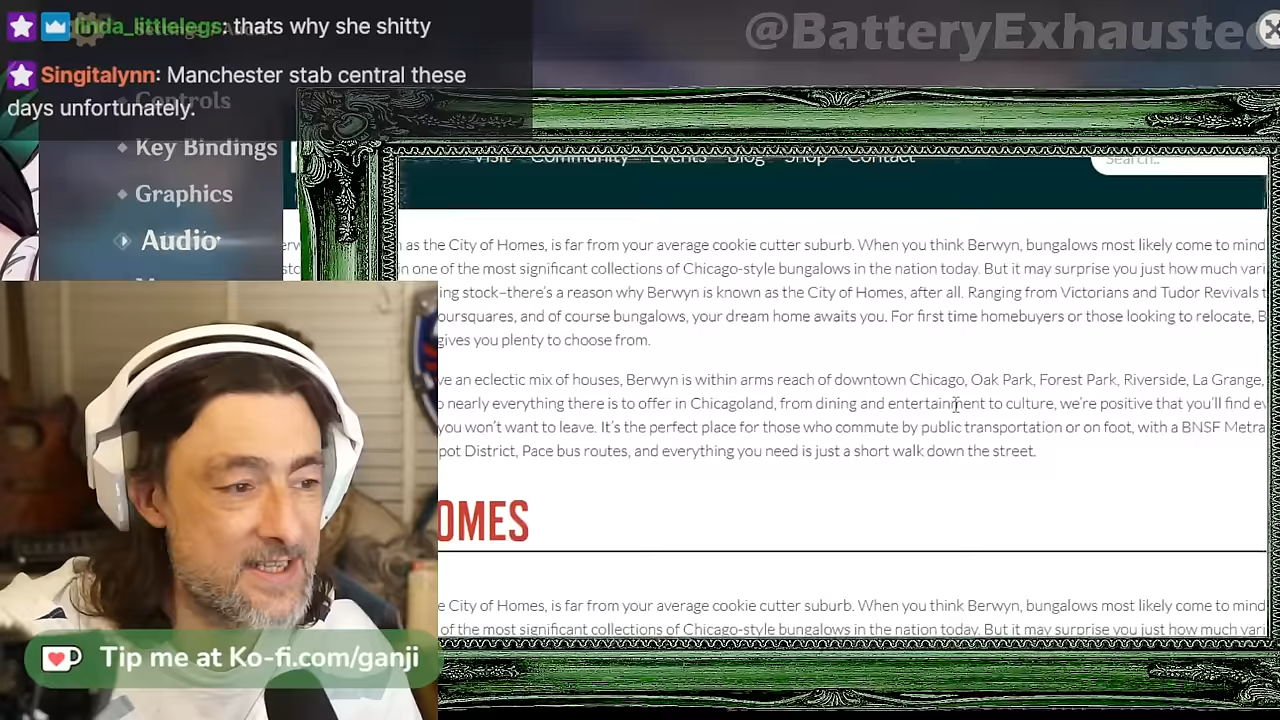 linda_littlelegs: thats why she shitty
@BatteryExhausted
Singitalynn: Manchester stab central these
days unfortunately.
Controls
Key Bindings
Graphics
Audio
Visit Community Events Blog Shop Contact
Search..
as the City of Homes, is far from your average cookie cutter suburb. When you think Berwyn, bungalows most likely come to mind
one of the most significant collections of Chicago-style bungalows in the nation today. But it may surprise you just how much vari
ing stock–there's a reason why Berwyn is known as the City of Homes, after all. Ranging from Victorians and Tudor Revivals t
oursquares, and of course bungalows, your dream home awaits you. For first time homebuyers or those looking to relocate, B
gives you plenty to choose from.
ve an eclectic mix of houses, Berwyn is within arms reach of downtown Chicago, Oak Park, Forest Park, Riverside, La Grange,
o nearly everything there is to offer in Chicagoland, from dining and entertainment to culture, we're positive that you'll find ev
you won't want to leave. It's the perfect place for those who commute by public transportation or on foot, with a BNSF Metra
pot District, Pace bus routes, and everything you need is just a short walk down the street.
OMES
e City of Homes, is far from your average cookie cutter suburb. When you think Berwyn, bungalows most likely come to mind
of the most significant collections of Chicago-style bungalows in the nation today. But it may surprise you just how much vari
Tip me at Ko-fi.com/ganji